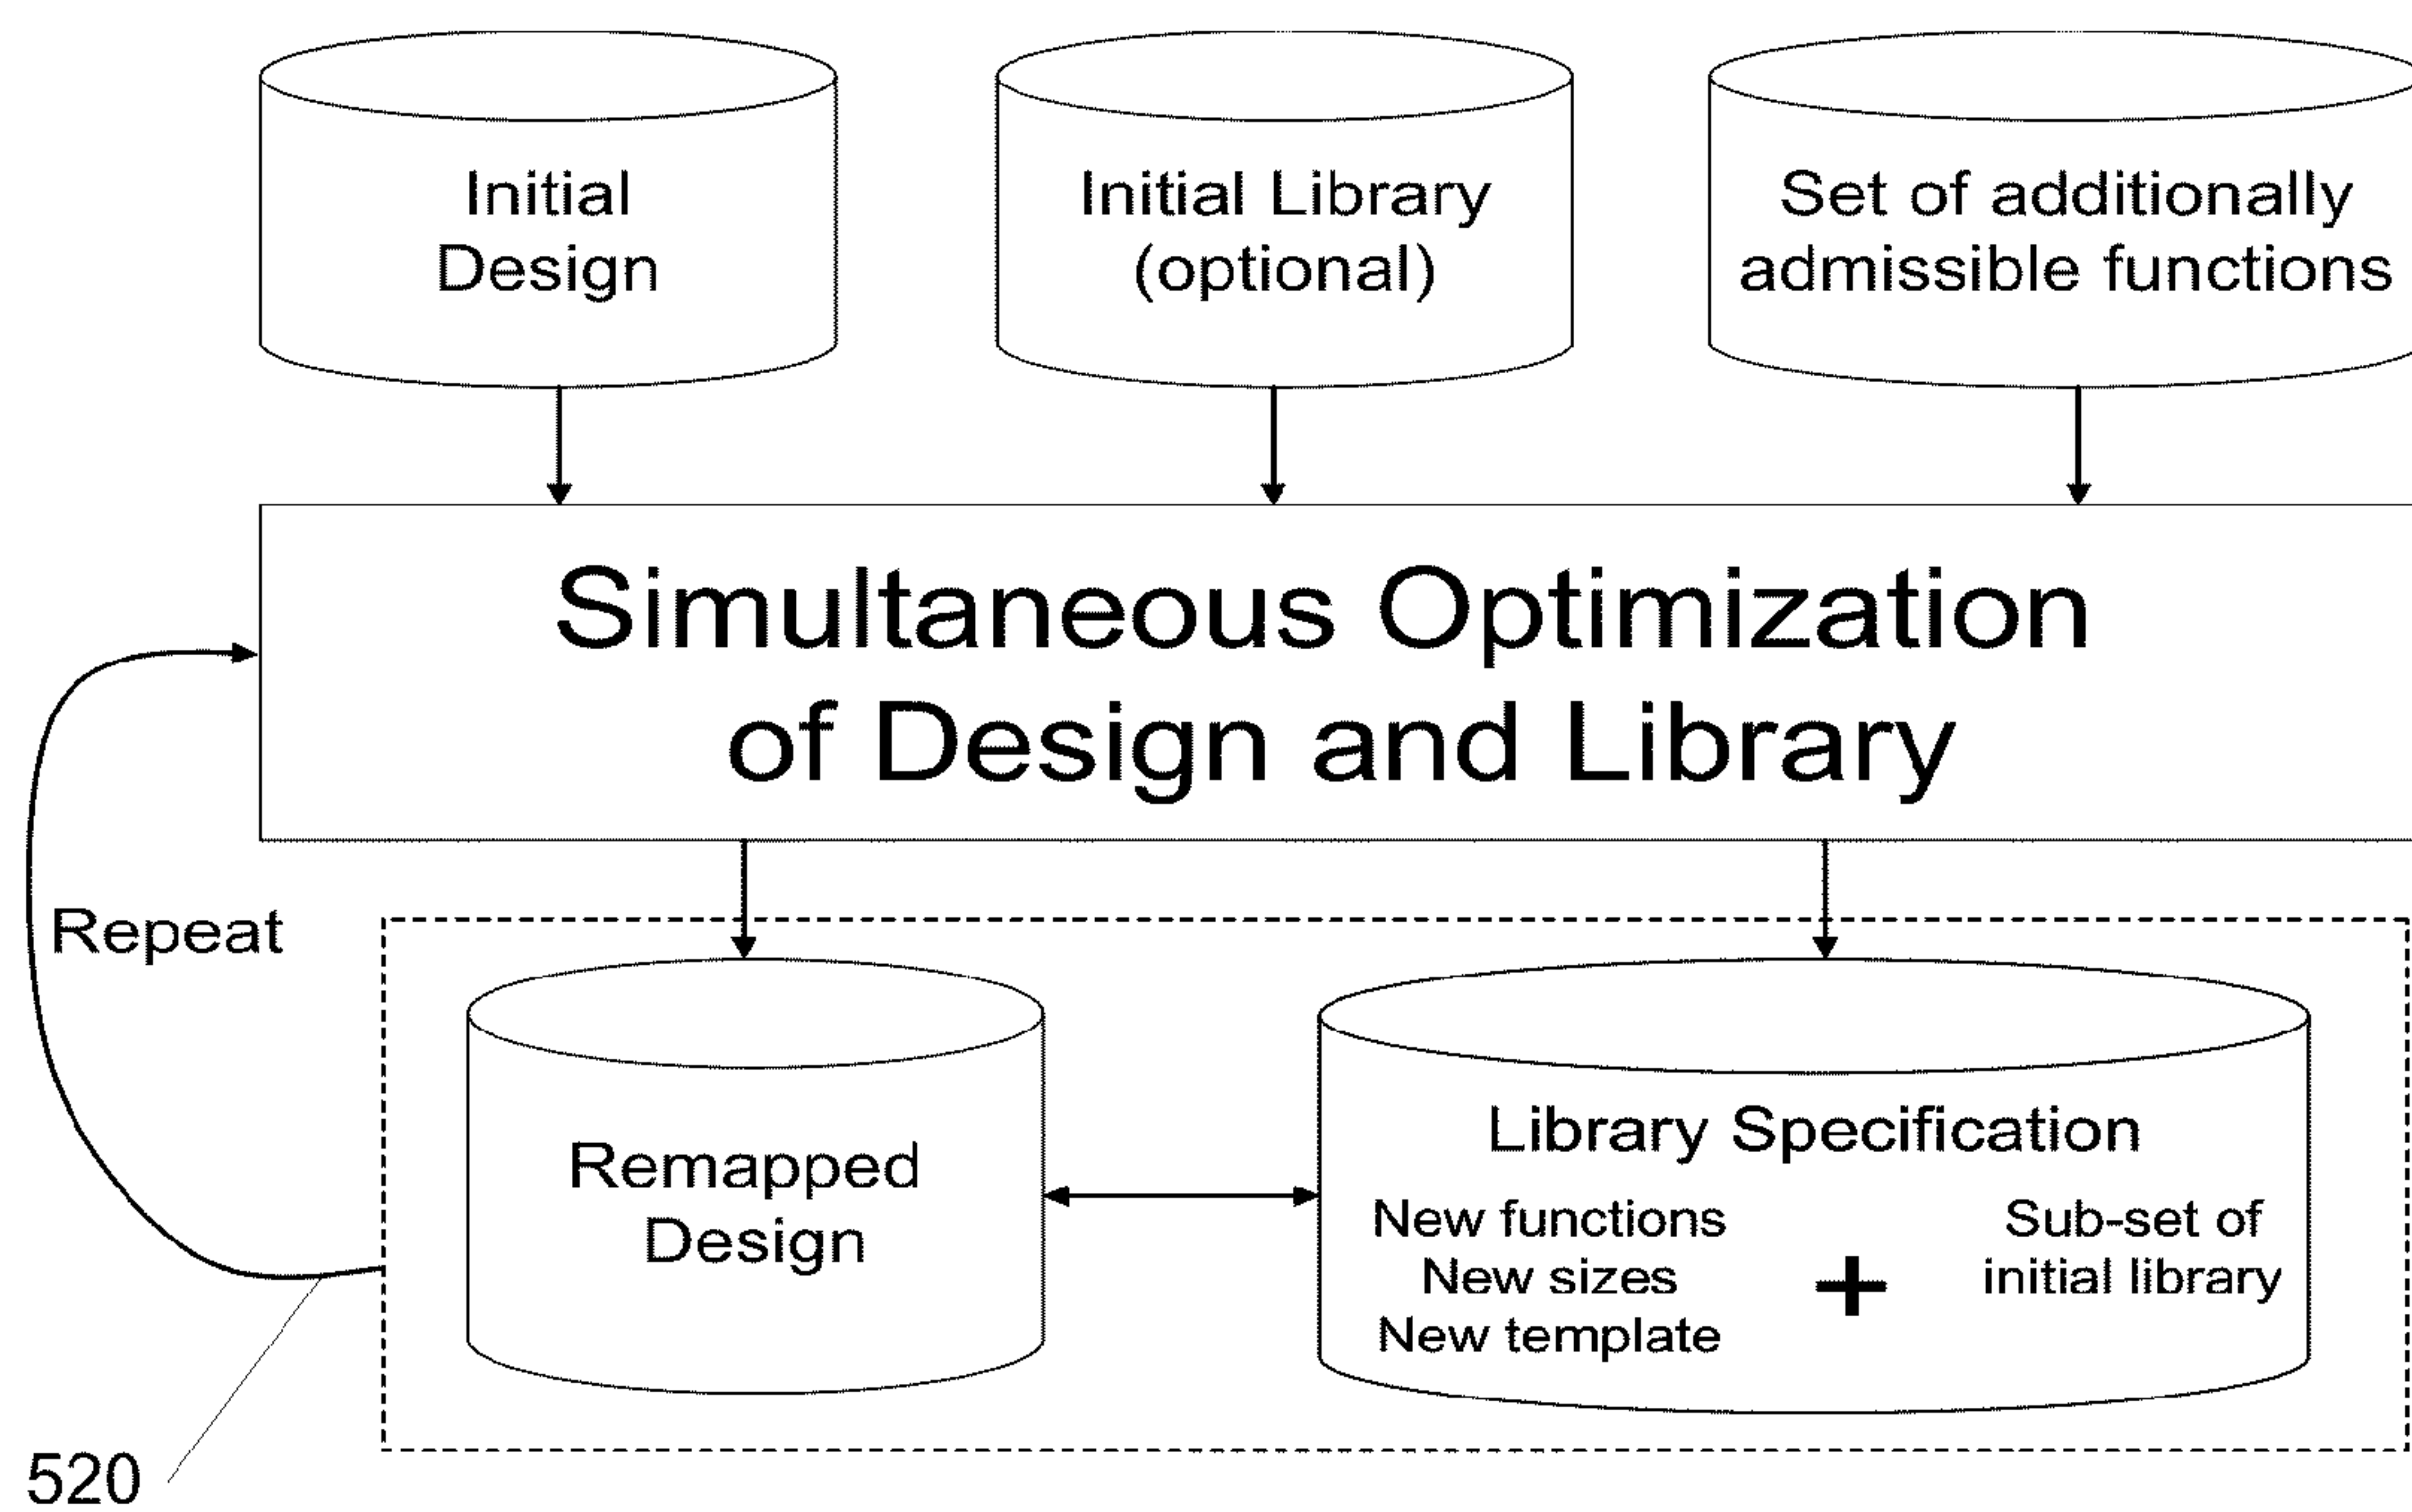 Initial
Design
Initial Library
(optional)
Set of additionally
admissible functions
Simultaneous Optimization
of Design and Library
Repeat
Remapped
Design
Library Specification
New functions
New sizes
New template
+
Sub-set of
initial library
520